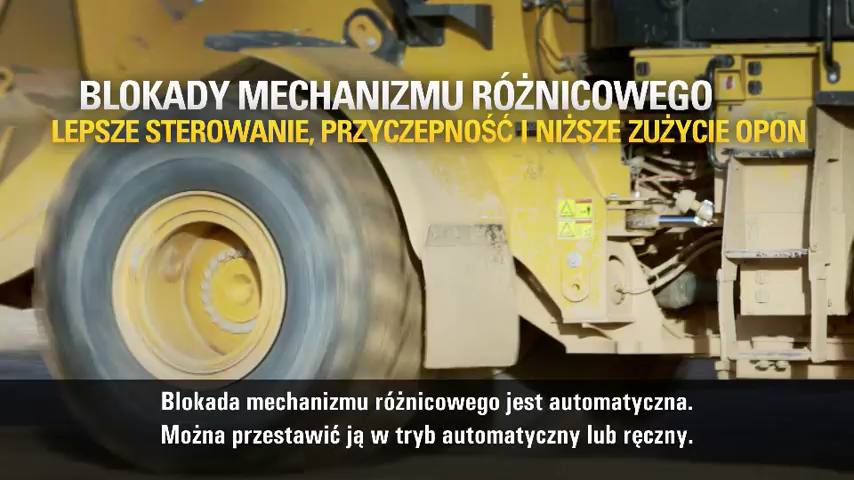 BLOKADY MECHANIZMU RÓŻNICOWEGO
LEPSZE STEROWANIE, PRZYCZEPNOŚĆ I NIŻSZE ZUŻYCIE OPON
Blokada mechanizmu różnicowego jest automatyczna.
Można przestawić ją w tryb automatyczny lub ręczny.